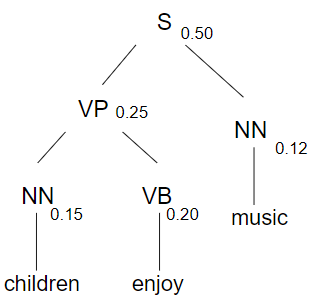 S 0.50
VP 0.25
NN 0.12
NN 0.15 VB 0.20
music
children enjoy